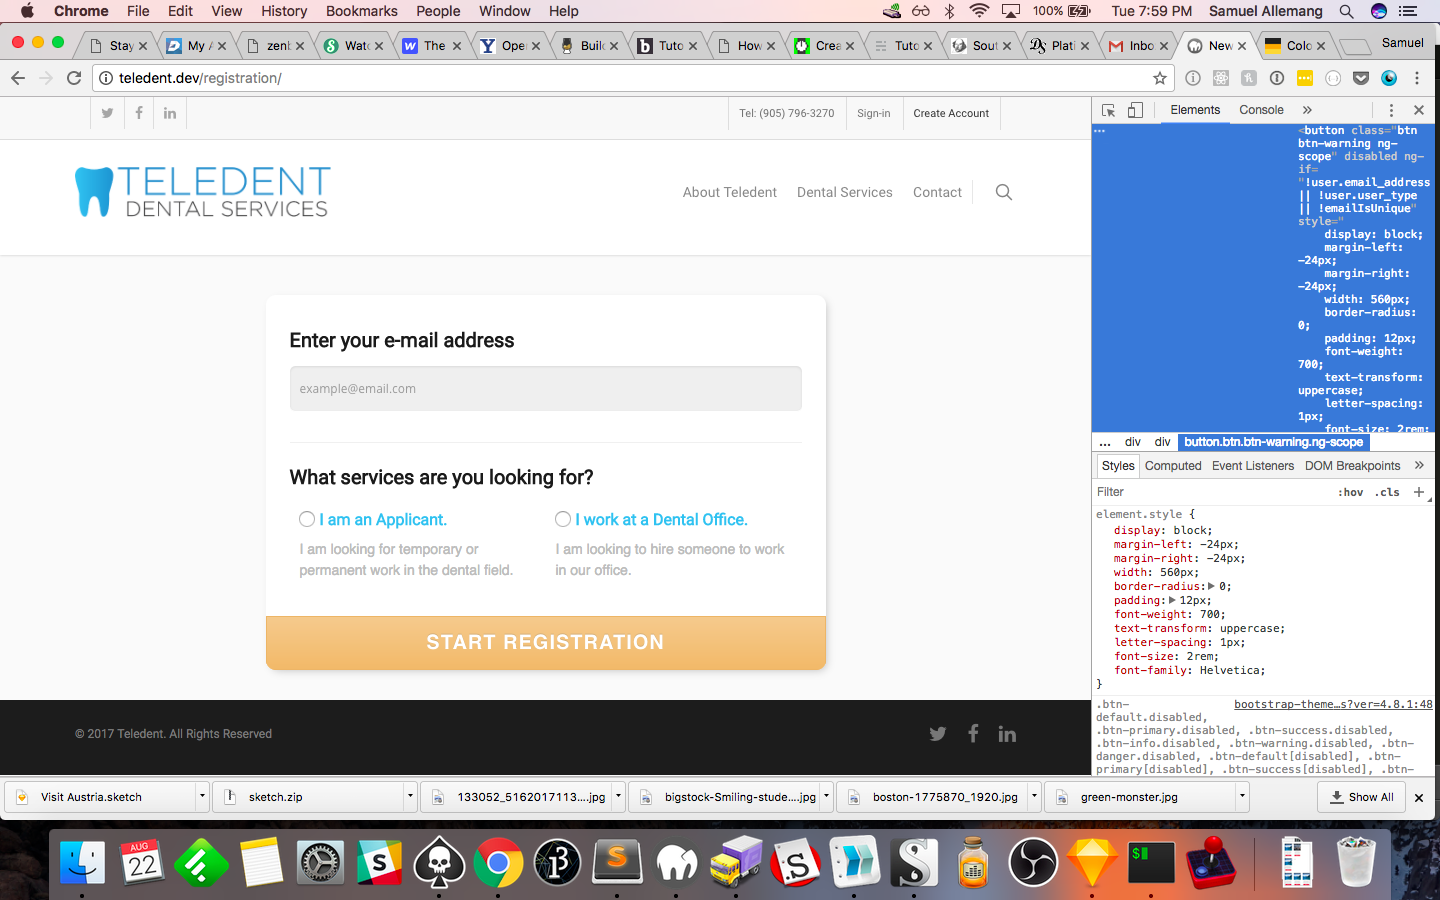 Chrome File Edit View History Bookmarks People Window Help 100% Tue 7:59 PM Samuel Allemang
Stay My A zenb Wat The Ope Buil Tuto How Crea Tuto Sout Plati Inbo New Colo Samuel
teledent.dev/registration/
Tel: (905) 796-3270 Sign-in Create Account
TELEDENT
DENTAL SERVICES
About Teledent Dental Services Contact
Enter your e-mail address
example@email.com
What services are you looking for?
I am an Applicant.
I am looking for temporary or
permanent work in the dental field.
I work at a Dental Office.
I am looking to hire someone to work
in our office.
START REGISTRATION
© 2017 Teledent. All Rights Reserved
Elements Console »
<button class="btn
btn-warning ng-
scope" disabled ng-
if=
"!user.email_address
|| !user.user_type
|| !emailIsUnique"
style="
display: block;
margin-left:
-24px;
margin-right:
-24px;
width: 560px;
border-radius:
0;
padding: 12px;
font-weight:
700;
text-transform:
uppercase;
letter-spacing:
1px;
font-size: 2rem;
... div div button.btn.btn-warning.ng-scope
Styles Computed Event Listeners DOM Breakpoints »
Filter :hov .cls +
element.style {
display: block;
margin-left: -24px;
margin-right: -24px;
width: 560px;
border-radius: 0;
padding: 12px;
font-weight: 700;
text-transform: uppercase;
letter-spacing: 1px;
font-size: 2rem;
font-family: Helvetica;
}
.btn- bootstrap-theme…s?ver=4.8.1:48
default.disabled,
.btn-primary.disabled, .btn-success.disabled,
.btn-info.disabled, .btn-warning.disabled, .btn-
danger.disabled, .btn-default[disabled], .btn-
primary[disabled], .btn-success[disabled], .btn-
Visit Austria.sketch sketch.zip 133052_5162017113....jpg bigstock-Smiling-stude....jpg boston-1775870_1920.jpg green-monster.jpg Show All
AUG
22